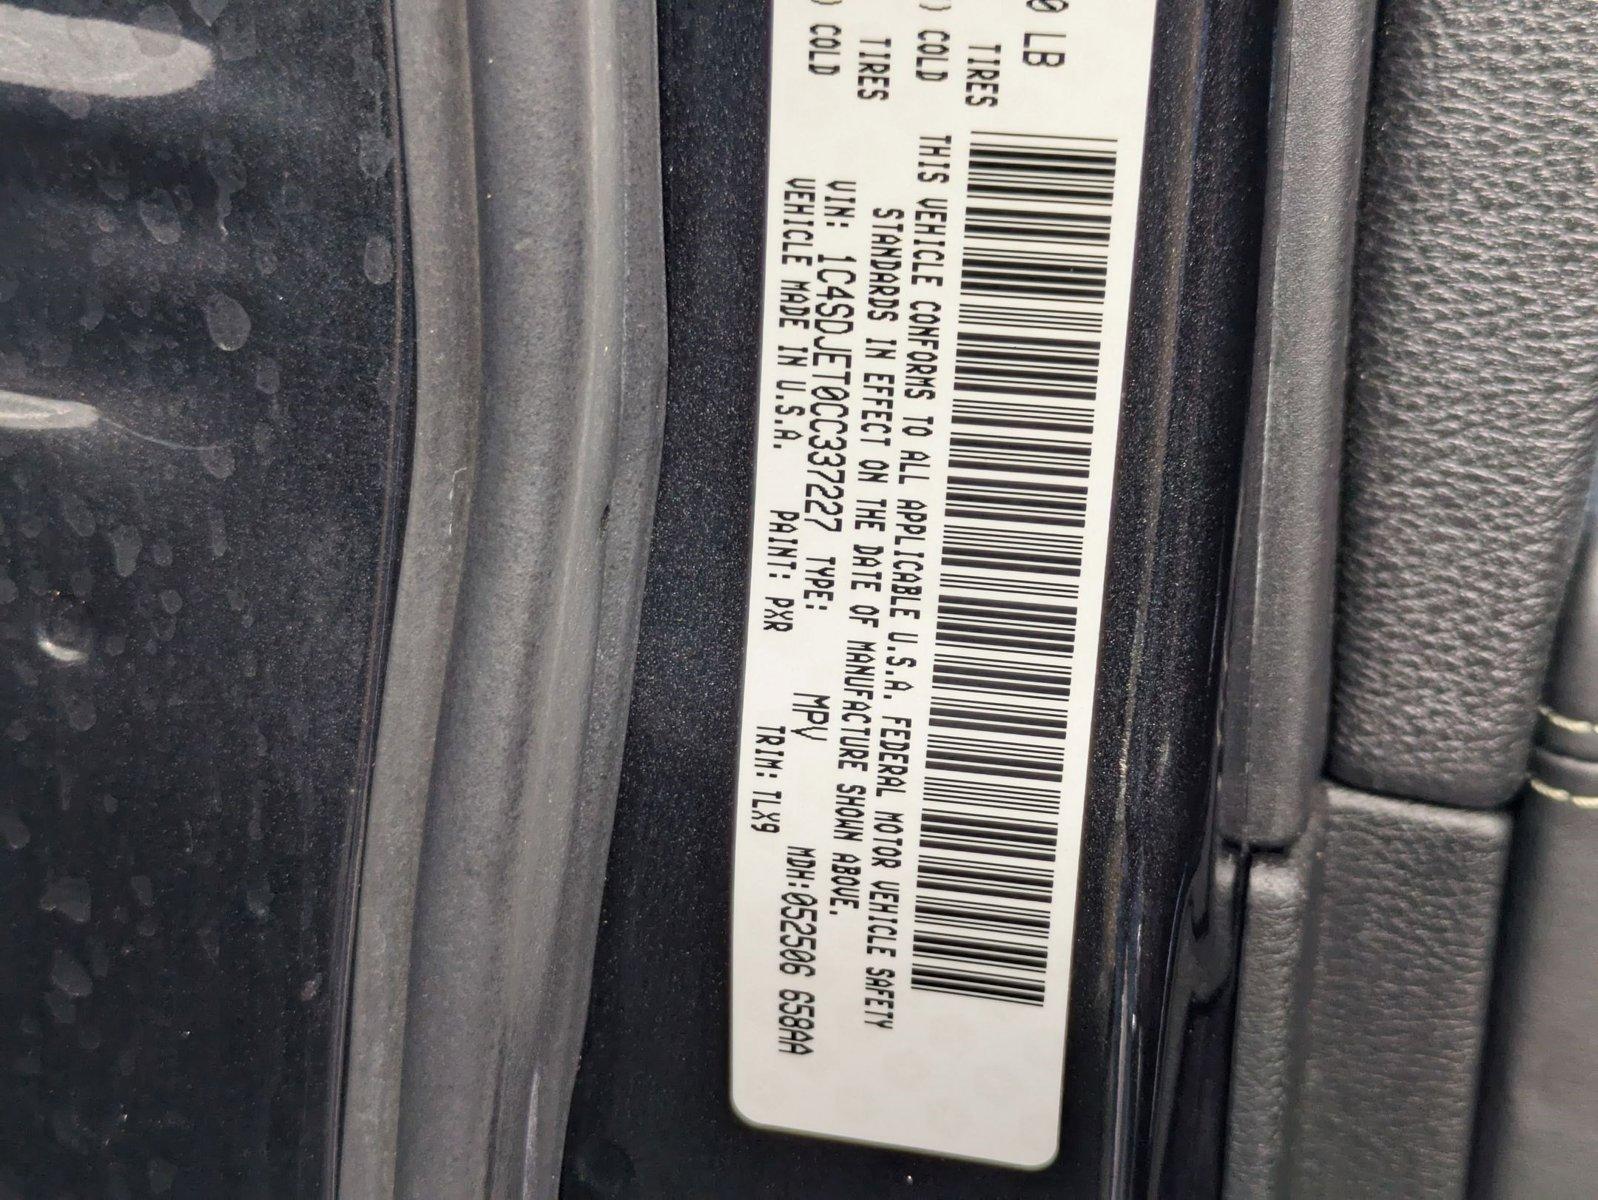 0 LB
TIRES
) COLD
TIRES
) COLD
THIS VEHICLE CONFORMS TO ALL APPLICABLE U.S.A. FEDERAL MOTOR VEHICLE SAFETY
STANDARDS IN EFFECT ON THE DATE OF MANUFACTURE SHOWN ABOVE.
VIN: 1C4SDJET0CC337227 TYPE: MPV MDH:052506 658AA
VEHICLE MADE IN U.S.A. PAINT: PXR TRIM: TLX9